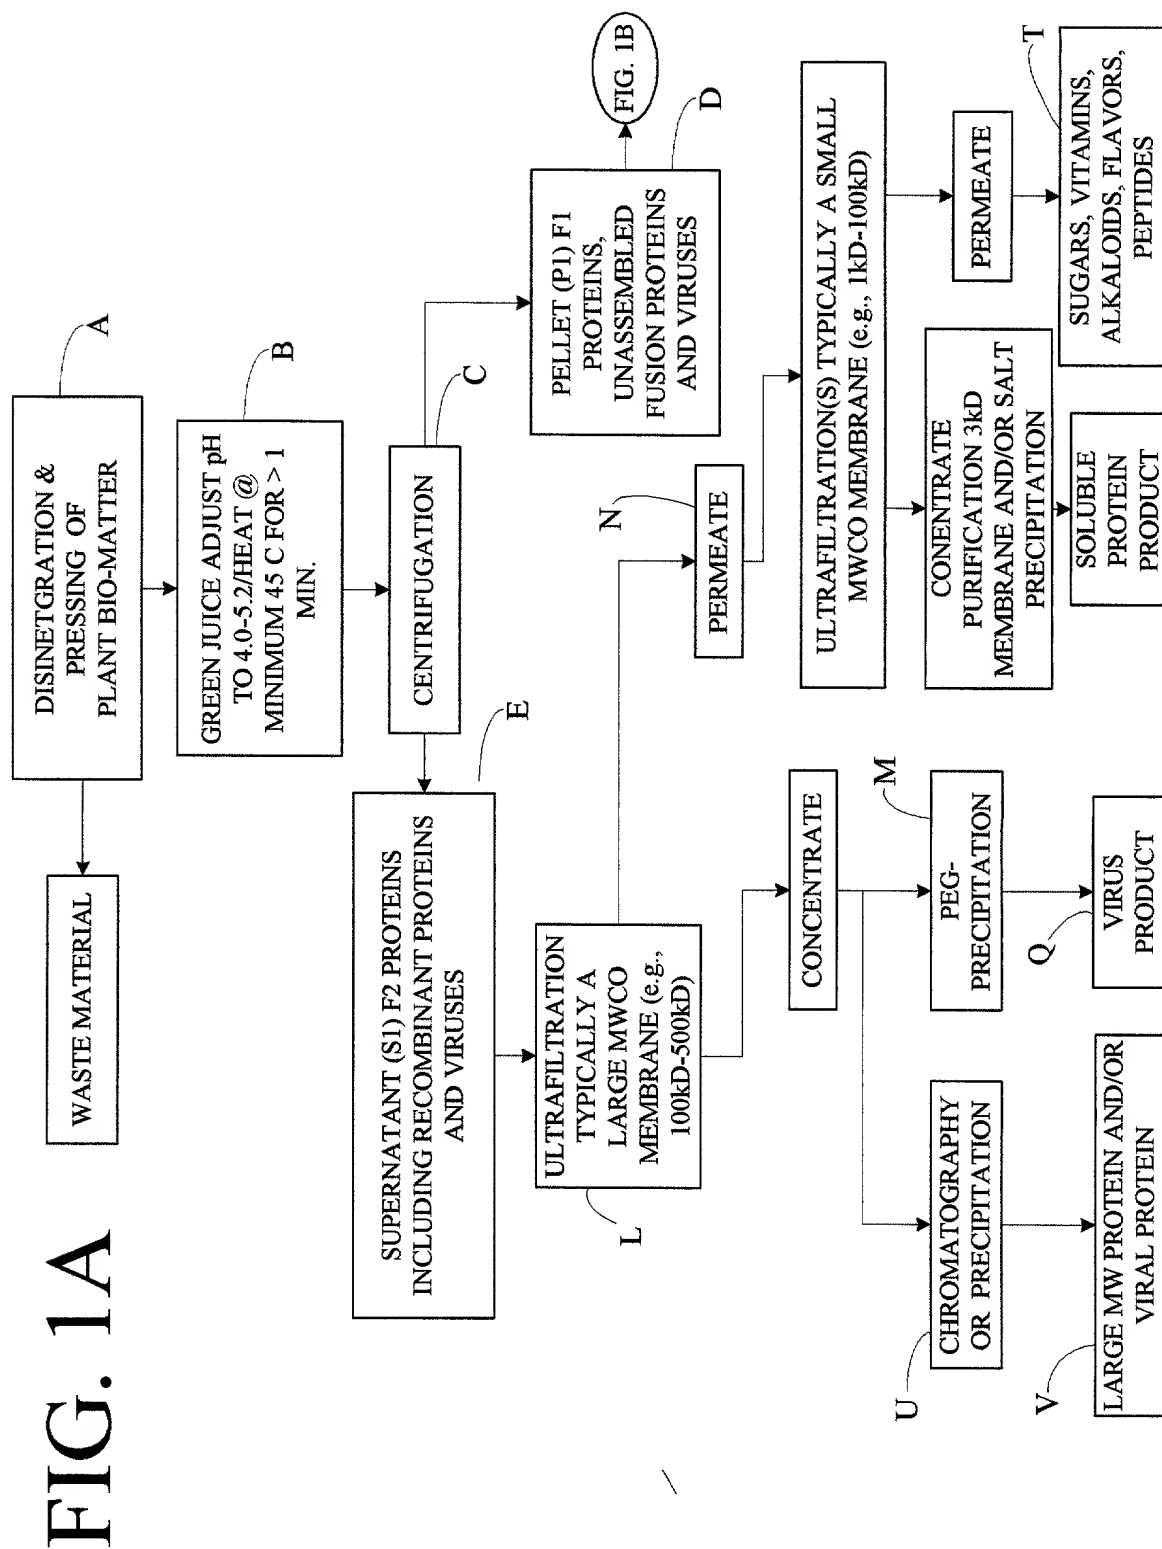 FIG. 1A
DISINETGRATION &
PRESSING OF
PLANT BIO-MATTER
A
WASTE MATERIAL
GREEN JUICE ADJUST pH
TO 4.0-5.2/HEAT @
MINIMUM 45 C FOR > 1
MIN.
B
CENTRIFUGATION
C
SUPERNATANT (S1) F2 PROTEINS
INCLUDING RECOMBINANT PROTEINS
AND VIRUSES
E
PELLET (P1) F1
PROTEINS,
UNASSEMBLED
FUSION PROTEINS
AND VIRUSES
D
FIG. 1B
ULTRAFILTRATION
TYPICALLY A
LARGE MWCO
MEMBRANE (e.g.,
100kD-500kD)
L
PERMEATE
N
CONCENTRATE
ULTRAFILTRATION(S) TYPICALLY A SMALL
MWCO MEMBRANE (e.g., 1kD-100kD)
U
CHROMATOGRAPHY
OR PRECIPITATION
PEG-
PRECIPITATION
M
CONENTRATE
PURIFICATION 3kD
MEMBRANE AND/OR SALT
PRECIPITATION
PERMEATE
V
LARGE MW PROTEIN AND/OR
VIRAL PROTEIN
Q
VIRUS
PRODUCT
SOLUBLE
PROTEIN
PRODUCT
T
SUGARS, VITAMINS,
ALKALOIDS, FLAVORS,
PEPTIDES